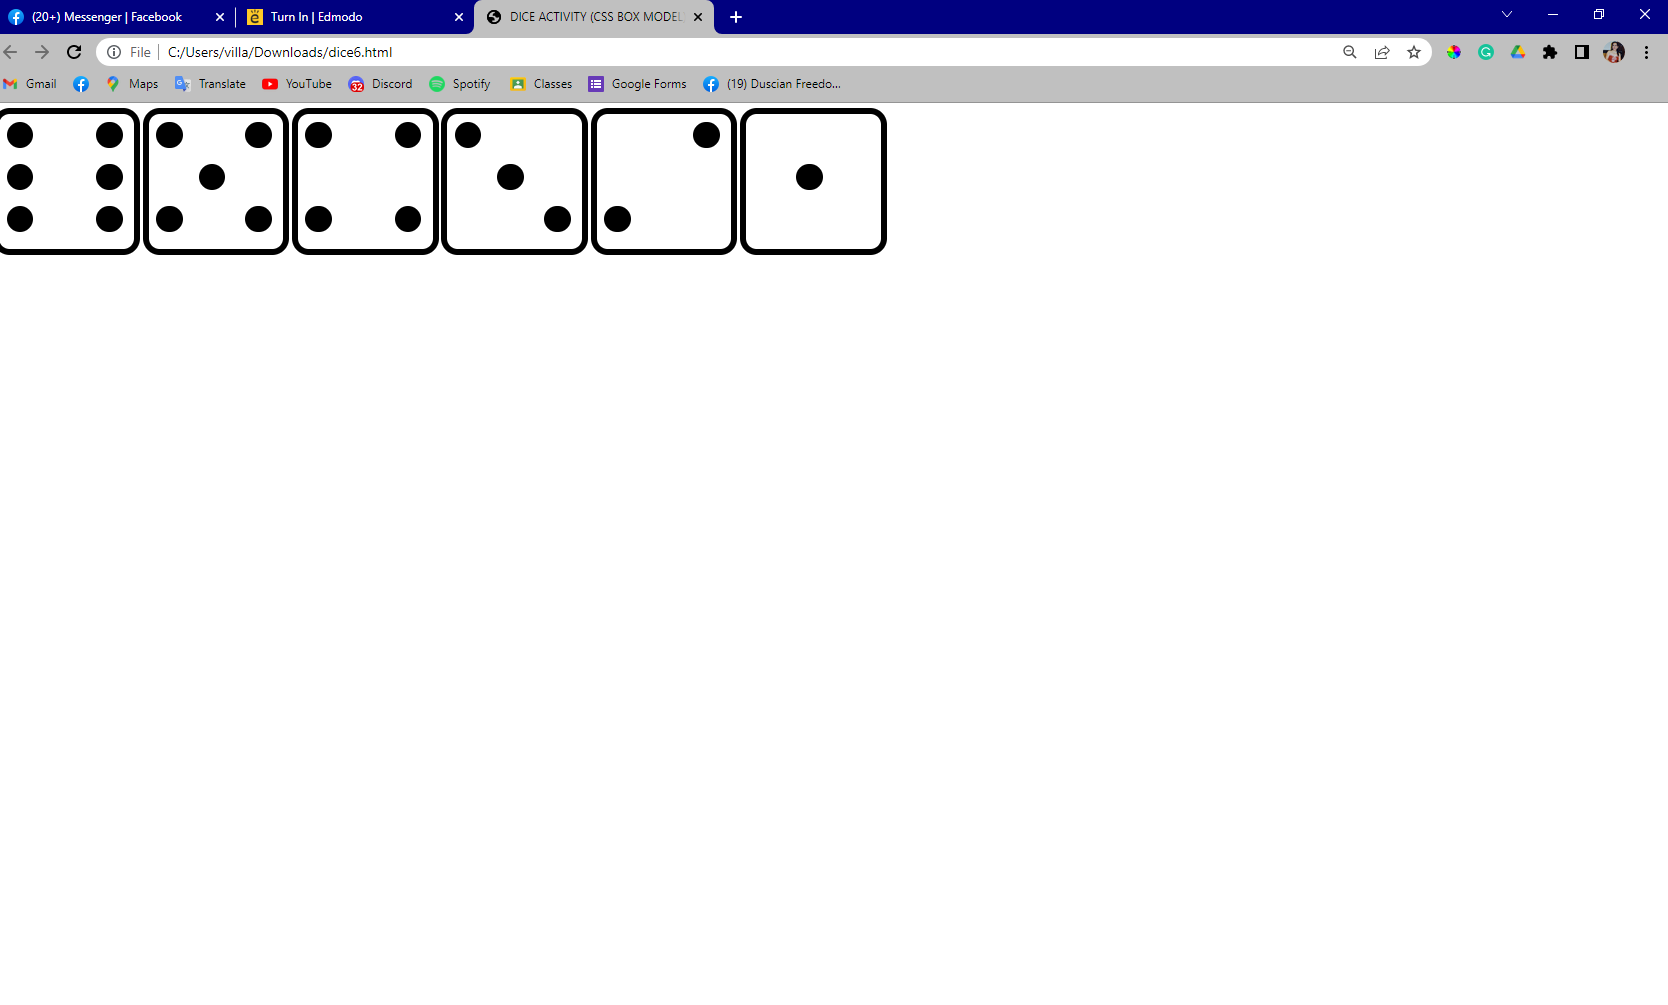 (20+) Messenger | Facebook Turn In | Edmodo DICE ACTIVITY (CSS BOX MODEL
File C:/Users/villa/Downloads/dice6.html
Gmail Maps Translate YouTube 32 Discord Spotify Classes Google Forms (19) Duscian Freedo...